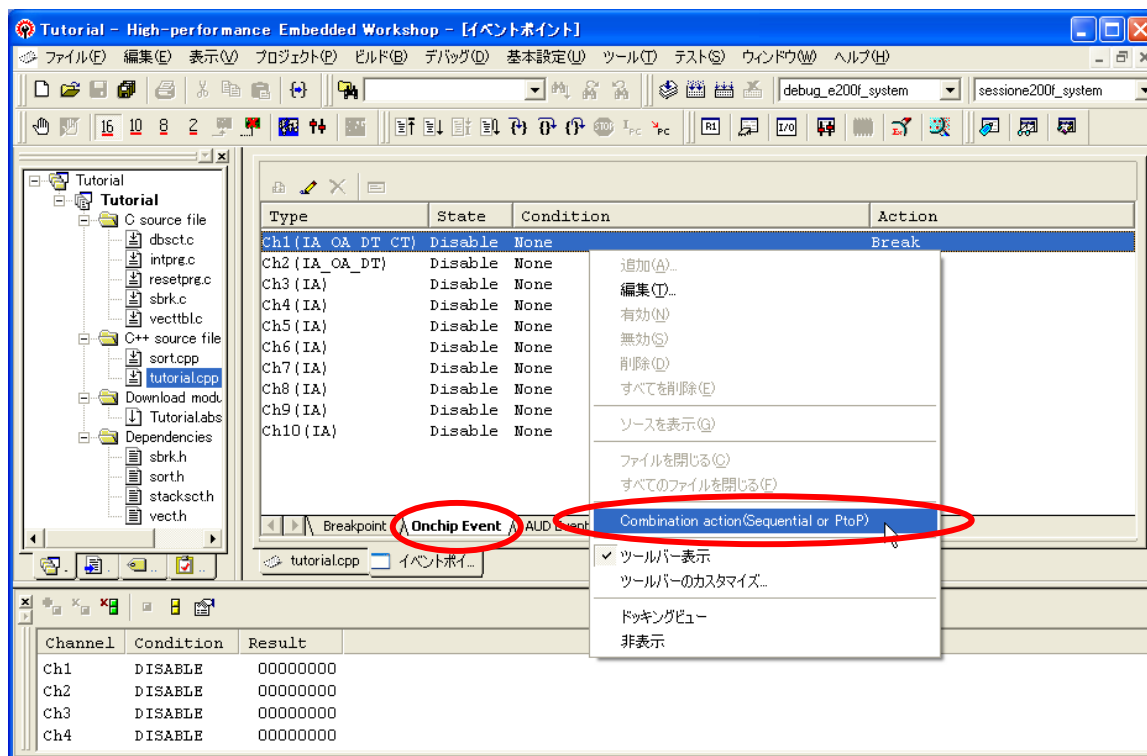 Tutorial - High-performance Embedded Workshop - [イベントポイント]
ファイル(F) 編集(E) 表示(V) プロジェクト(P) ビルド(B) デバッグ(D) 基本設定(U) ツール(T) テスト(S) ウィンドウ(W) ヘルプ(H)
debug_e200f_system sessione200f_system
16 10 8 2
Tutorial
Tutorial
C source file
dbsct.c
intprg.c
resetprg.c
sbrk.c
vecttbl.c
C++ source file
sort.cpp
tutorial.cpp
Download modu
Tutorial.abs
Dependencies
sbrk.h
sort.h
stacksct.h
vect.h
Type State Condition Action
Ch1(IA_OA_DT_CT) Disable None Break
Ch2(IA_OA_DT) Disable None
Ch3(IA) Disable None
Ch4(IA) Disable None
Ch5(IA) Disable None
Ch6(IA) Disable None
Ch7(IA) Disable None
Ch8(IA) Disable None
Ch9(IA) Disable None
Ch10(IA) Disable None
追加(A)...
編集(T)...
有効(N)
無効(S)
削除(D)
すべてを削除(E)
ソースを表示(G)
ファイルを閉じる(C)
すべてのファイルを閉じる(F)
Combination action(Sequential or PtoP)
ツールバー表示
ツールバーのカスタマイズ...
ドッキングビュー
非表示
Breakpoint Onchip Event AUD Event
tutorial.cpp イベントポイ...
Channel Condition Result
Ch1 DISABLE 00000000
Ch2 DISABLE 00000000
Ch3 DISABLE 00000000
Ch4 DISABLE 00000000